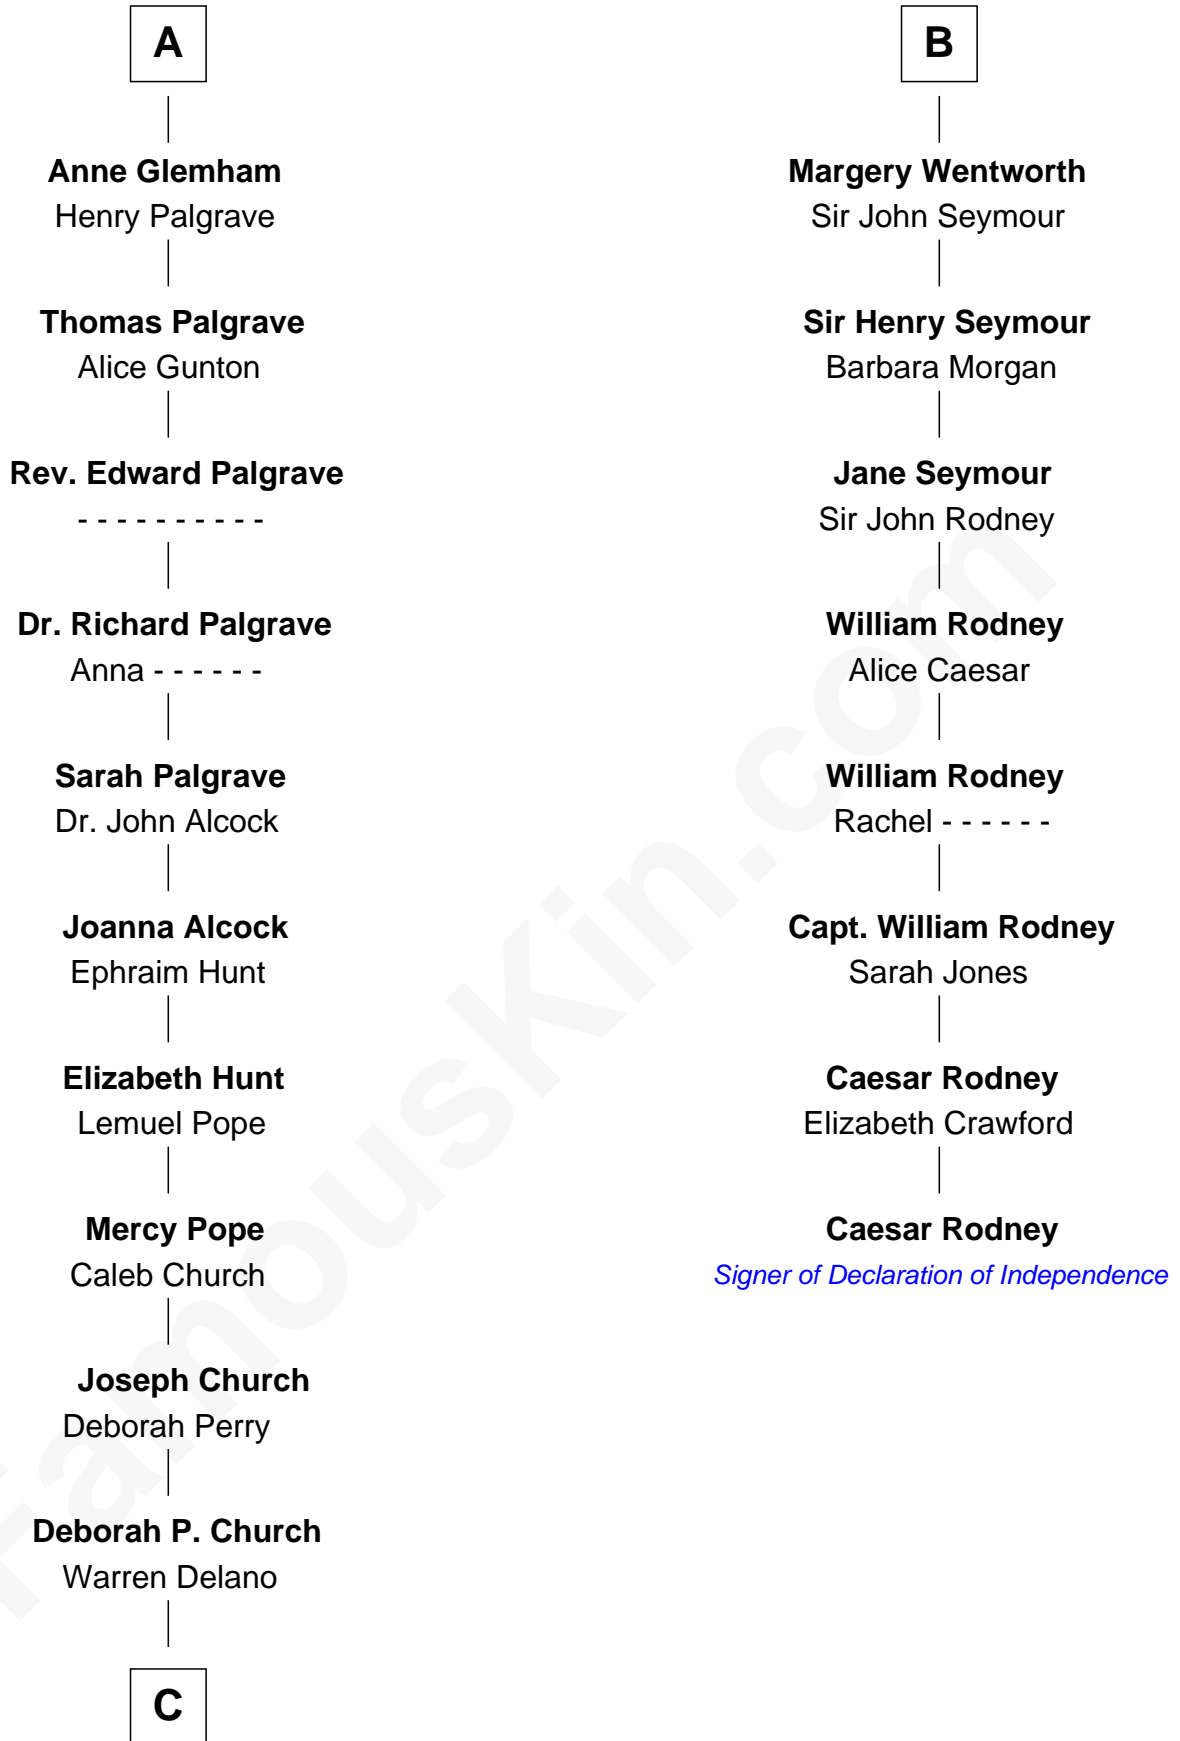 A
Anne Glemham
Henry Palgrave
Thomas Palgrave
Alice Gunton
Rev. Edward Palgrave
- - - - - - - - - -
Dr. Richard Palgrave
Anna - - - - - -
Sarah Palgrave
Dr. John Alcock
Joanna Alcock
Ephraim Hunt
Elizabeth Hunt
Lemuel Pope
Mercy Pope
Caleb Church
Joseph Church
Deborah Perry
Deborah P. Church
Warren Delano
C
B
Margery Wentworth
Sir John Seymour
Sir Henry Seymour
Barbara Morgan
Jane Seymour
Sir John Rodney
William Rodney
Alice Caesar
William Rodney
Rachel - - - - - -
Capt. William Rodney
Sarah Jones
Caesar Rodney
Elizabeth Crawford
Caesar Rodney
Signer of Declaration of Independence
FamousKin.com